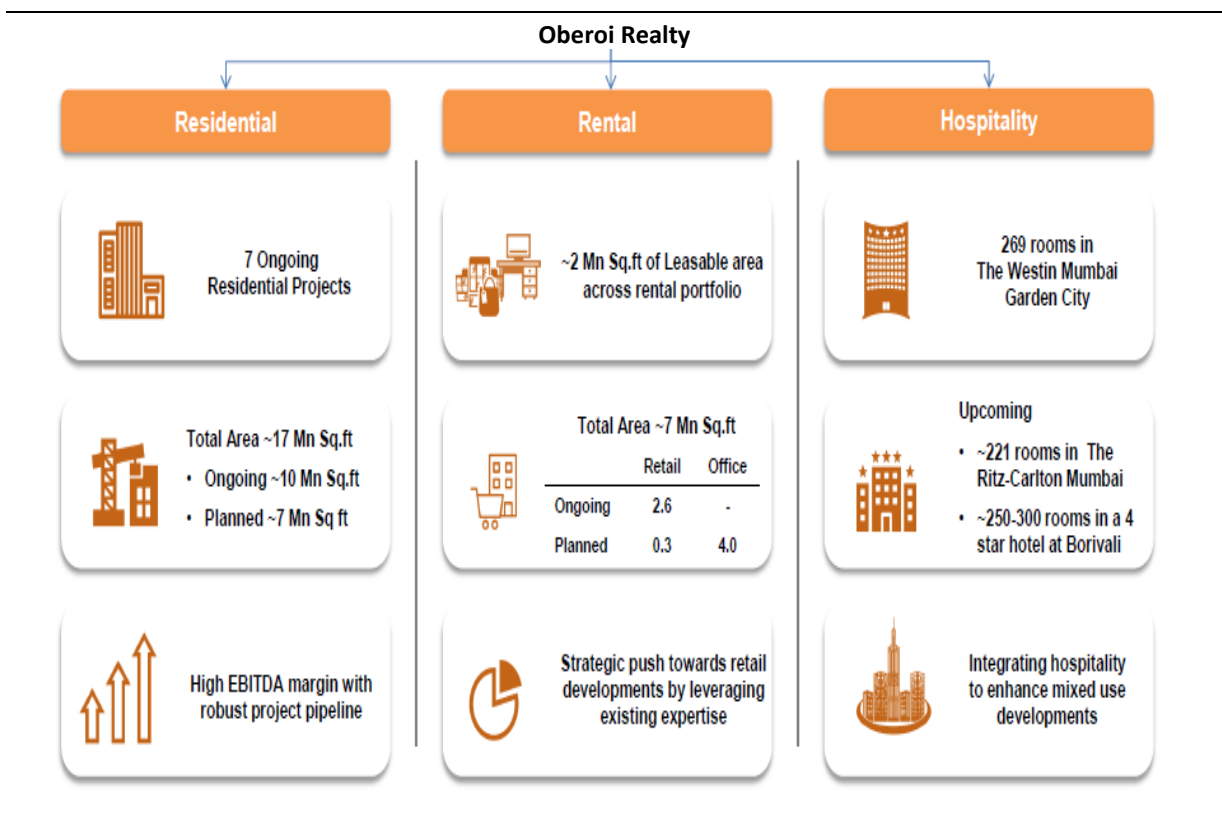 Oberoi Realty
Residential
7 Ongoing
Residential Projects
Total Area ~17 Mn Sq.ft
• Ongoing ~10 Mn Sq.ft
• Planned ~7 Mn Sq ft
High EBITDA margin with
robust project pipeline
Rental
~2 Mn Sq.ft of Leasable area
across rental portfolio
Total Area ~7 Mn Sq.ft
Retail Office
Ongoing 2.6 -
Planned 0.3 4.0
Strategic push towards retail
developments by leveraging
existing expertise
Hospitality
269 rooms in
The Westin Mumbai
Garden City
Upcoming
• ~221 rooms in The
Ritz-Carlton Mumbai
• ~250-300 rooms in a 4
star hotel at Borivali
Integrating hospitality
to enhance mixed use
developments